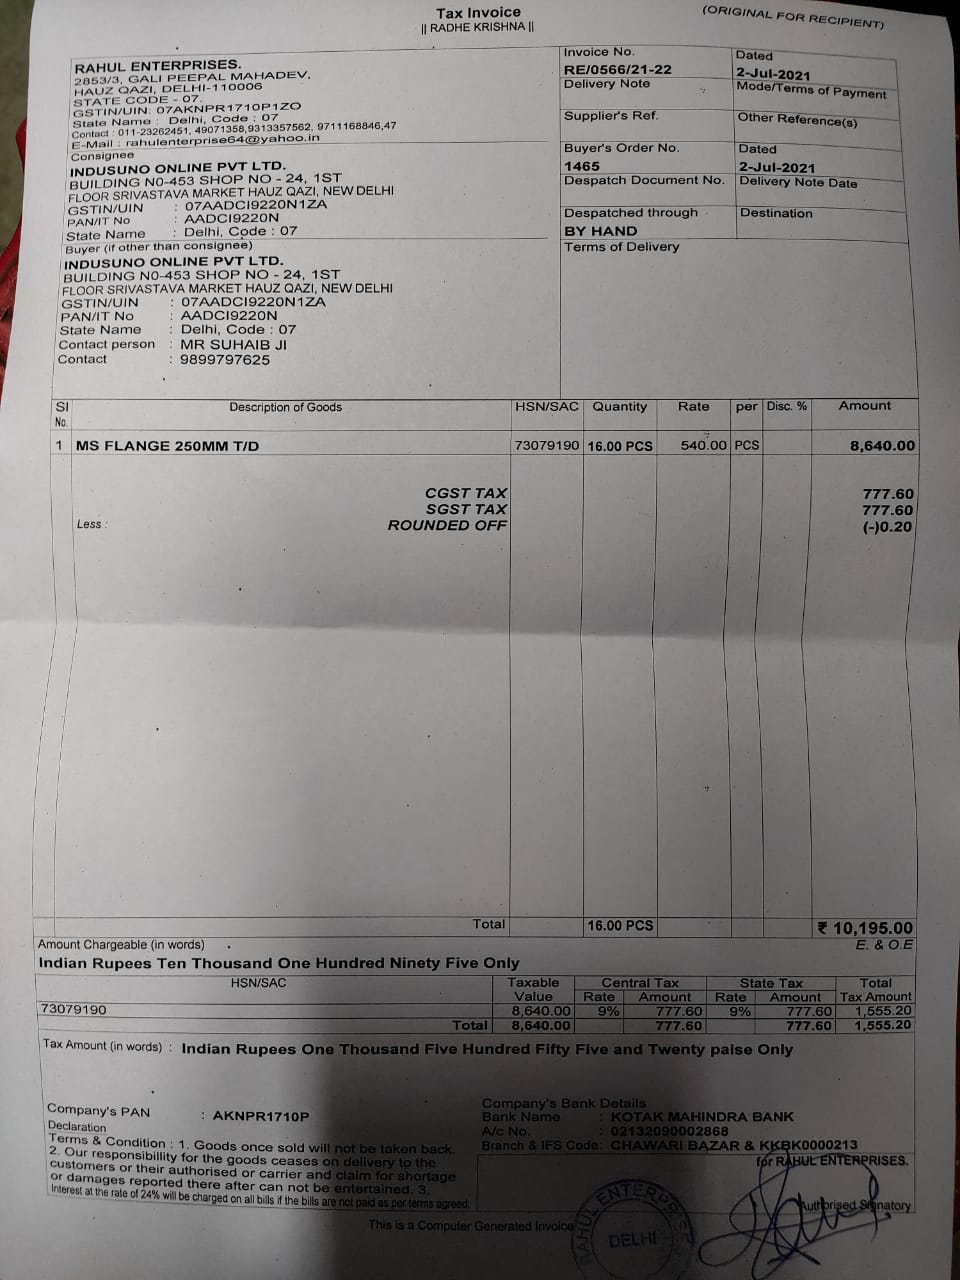 Tax Invoice
(ORIGINAL FOR RECIPIENT)
|| RADHE KRISHNA ||
RAHUL ENTERPRISES.
2853/3, GALI PEEPAL MAHADEV,
HAUZ QAZI, DELHI-110006
STATE CODE - 07.
GSTIN/UIN: 07AKNPR1710P1ZO
State Name : Delhi, Code : 07
Contact : 011-23262451, 49071358,9313357562, 9711168846,47
E-Mail : rahulenterprise64@yahoo.in
Invoice No.
RE/0566/21-22
Dated
2-Jul-2021
Delivery Note
Mode/Terms of Payment
Supplier's Ref.
Other Reference(s)
Consignee
INDUSUNO ONLINE PVT LTD.
BUILDING N0-453 SHOP NO - 24, 1ST
FLOOR SRIVASTAVA MARKET HAUZ QAZI, NEW DELHI
GSTIN/UIN : 07AADCI9220N1ZA
PAN/IT No : AADCI9220N
State Name : Delhi, Code : 07
Buyer's Order No.
1465
Dated
2-Jul-2021
Despatch Document No.
Delivery Note Date
Despatched through
BY HAND
Destination
Terms of Delivery
Buyer (if other than consignee)
INDUSUNO ONLINE PVT LTD.
BUILDING N0-453 SHOP NO - 24, 1ST
FLOOR SRIVASTAVA MARKET HAUZ QAZI, NEW DELHI
GSTIN/UIN : 07AADCI9220N1ZA
PAN/IT No : AADCI9220N
State Name : Delhi, Code : 07
Contact person : MR SUHAIB JI
Contact : 9899797625
Sl No. Description of Goods HSN/SAC Quantity Rate per Disc. % Amount
1 MS FLANGE 250MM T/D 73079190 16.00 PCS 540.00 PCS 8,640.00
CGST TAX 777.60
SGST TAX 777.60
Less : ROUNDED OFF (-)0.20
Total 16.00 PCS ₹ 10,195.00
Amount Chargeable (in words) E. & O.E
Indian Rupees Ten Thousand One Hundred Ninety Five Only
HSN/SAC Taxable Value Central Tax Rate Amount State Tax Rate Amount Total Tax Amount
73079190 8,640.00 9% 777.60 9% 777.60 1,555.20
Total 8,640.00 777.60 777.60 1,555.20
Tax Amount (in words) : Indian Rupees One Thousand Five Hundred Fifty Five and Twenty paise Only
Company's PAN : AKNPR1710P
Declaration
Terms & Condition : 1. Goods once sold will not be taken back.
2. Our responsibillity for the goods ceases on delivery to the
customers or their authorised or carrier and claim for shortage
or damages reported there after can not be entertained. 3.
Interest at the rate of 24% will be charged on all bills if the bills are not paid as per terms agreed.
Company's Bank Details
Bank Name : KOTAK MAHINDRA BANK
A/c No. : 02132090002868
Branch & IFS Code: CHAWARI BAZAR & KKBK0000213
for RAHUL ENTERPRISES.
Authorised Signatory
This is a Computer Generated Invoice
RAHUL ENTERPRISES
DELHI